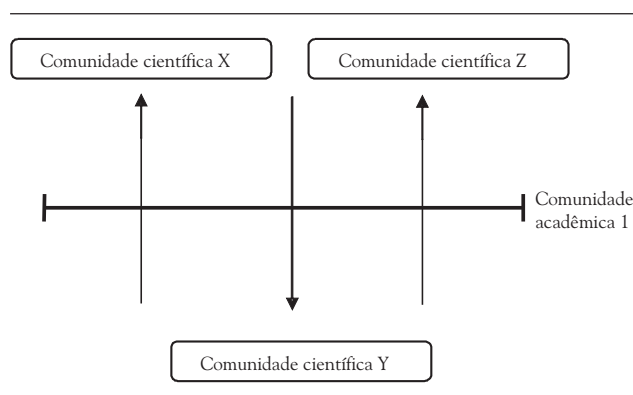 Comunidade científica X
Comunidade científica Z
Comunidade
acadêmica 1
Comunidade científica Y